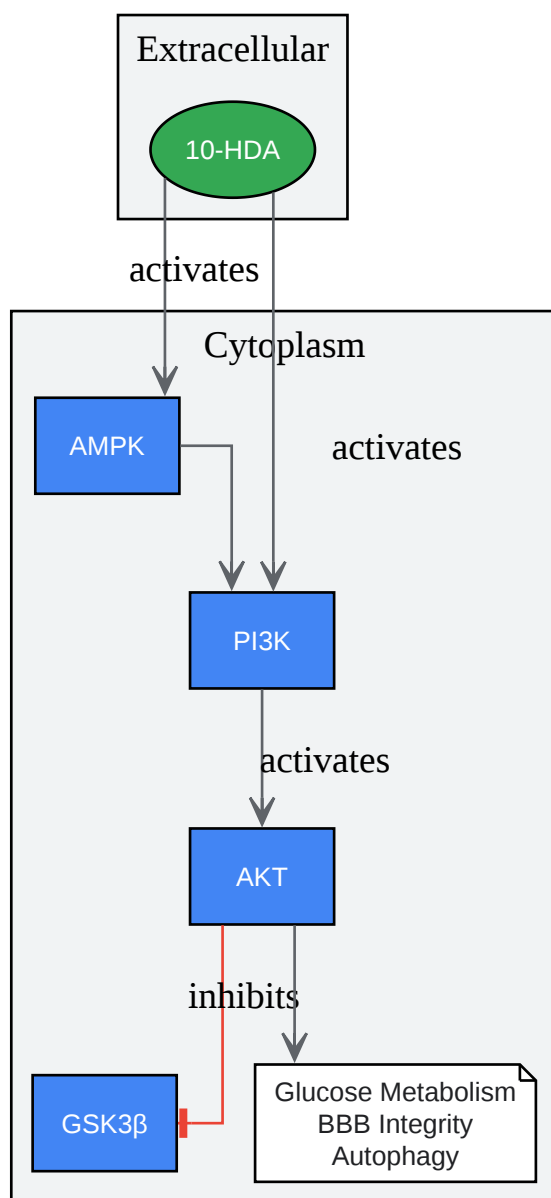 Extracellular
10-HDA
activates
Cytoplasm
AMPK
activates
PI3K
activates
AKT
inhibits
GSK3β
Glucose Metabolism
BBB Integrity
Autophagy